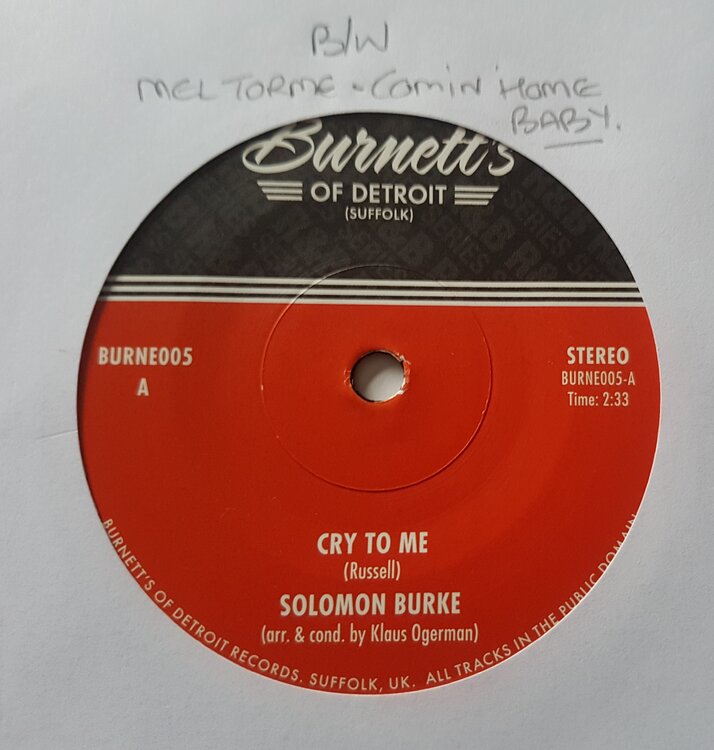 B/W
MEL TORME - COMIN' HOME
BABY.
Burnett's
OF DETROIT
(SUFFOLK)
BURNE005
A
STEREO
BURNE005-A
Time: 2:33
CRY TO ME
(Russell)
SOLOMON BURKE
(arr. & cond. by Klaus Ogerman)
BURNETT'S OF DETROIT RECORDS. SUFFOLK, UK. ALL TRACKS IN THE PUBLIC DOMAIN